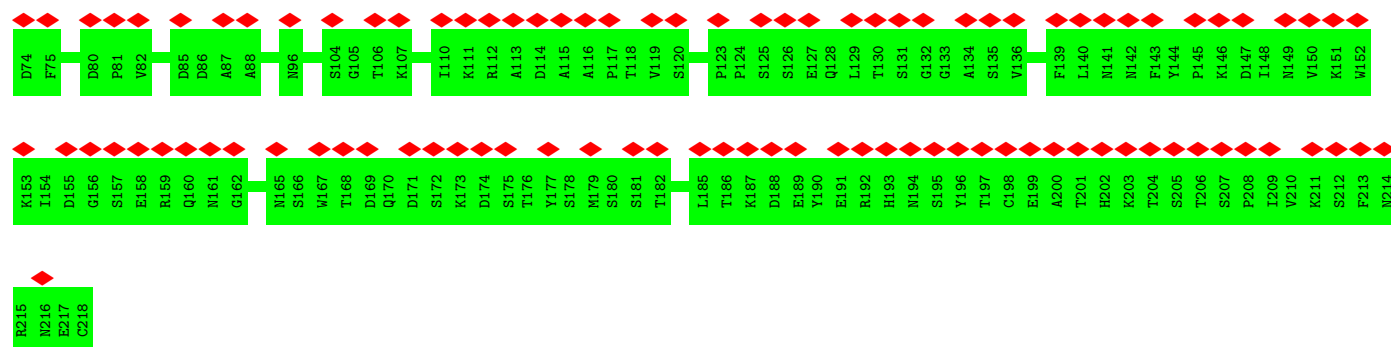 D74 F75 D80 P81 V82 D85 D86 A87 A88 N96 S104 G105 T106 K107 I110 K111 R112 A113 D114 A115 A116 P117 T118 V119 S120 P123 P124 S125 S126 E127 Q128 L129 T130 S131 G132 G133 A134 S135 V136 F139 L140 N141 N142 F143 Y144 P145 K146 D147 I148 N149 V150 K151 W152
K153 I154 D155 G156 S157 E158 R159 Q160 N161 G162 N165 S166 W167 T168 D169 Q170 D171 S172 K173 D174 S175 T176 Y177 S178 M179 S180 S181 T182 L185 T186 K187 D188 E189 Y190 E191 R192 H193 N194 S195 Y196 T197 C198 E199 A200 T201 H202 K203 T204 S205 T206 S207 P208 I209 V210 K211 S212 F213 N214
R215 N216 E217 C218